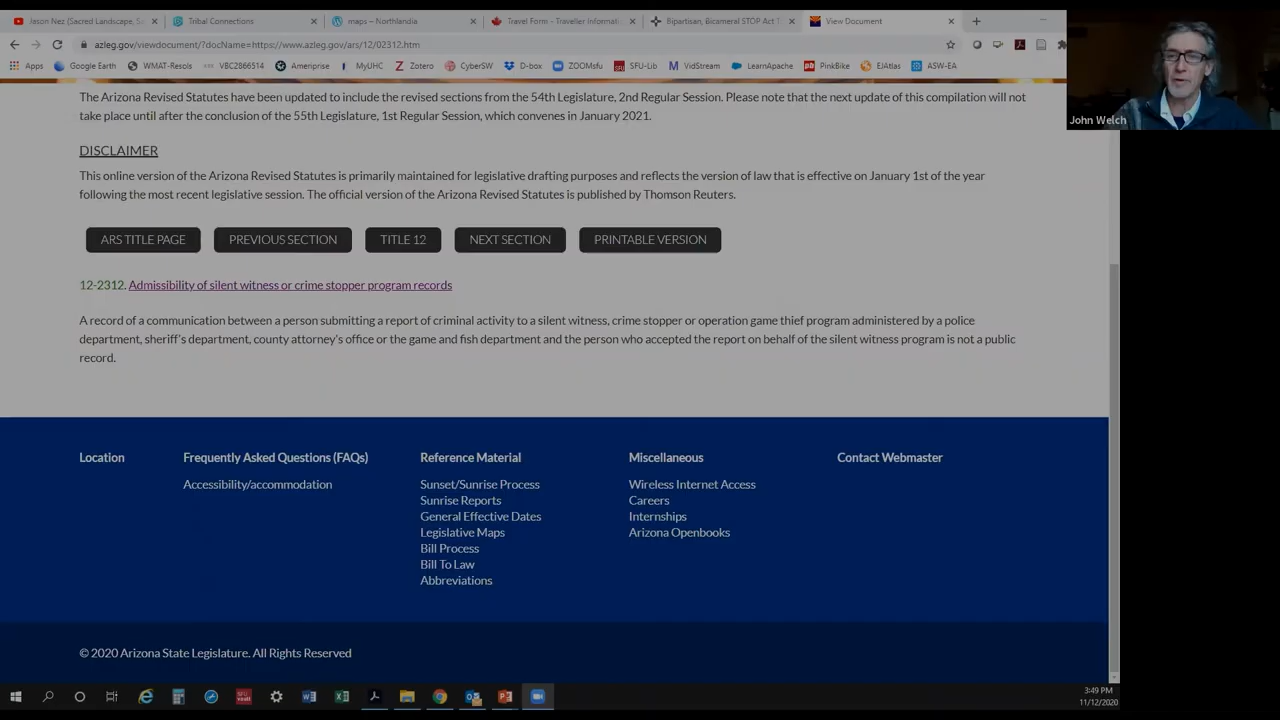 Jason Nez (Sacred Landscape, S
Tribal Connections
maps – Northlandia
Travel Form - Traveller Informati
Bipartisan, Bicameral STOP Act 1
View Document
azleg.gov/viewdocument/?docName=https://www.azleg.gov/ars/12/02312.htm
Apps
Google Earth
WMAT-Resols
VBC2866514
Ameriprise
MyUHC
Zotero
CyberSW
D-box
ZOOMsfu
SFU-Lib
VidStream
LearnApache
PinkBike
EJAtlas
ASW-EA
John Welch
The Arizona Revised Statutes have been updated to include the revised sections from the 54th Legislature, 2nd Regular Session. Please note that the next update of this compilation will not
take place until after the conclusion of the 55th Legislature, 1st Regular Session, which convenes in January 2021.
DISCLAIMER
This online version of the Arizona Revised Statutes is primarily maintained for legislative drafting purposes and reflects the version of law that is effective on January 1st of the year
following the most recent legislative session. The official version of the Arizona Revised Statutes is published by Thomson Reuters.
ARS TITLE PAGE
PREVIOUS SECTION
TITLE 12
NEXT SECTION
PRINTABLE VERSION
12-2312. Admissibility of silent witness or crime stopper program records
A record of a communication between a person submitting a report of criminal activity to a silent witness, crime stopper or operation game thief program administered by a police
department, sheriff's department, county attorney's office or the game and fish department and the person who accepted the report on behalf of the silent witness program is not a public
record.
Location
Frequently Asked Questions (FAQs)
Accessibility/accommodation
Reference Material
Sunset/Sunrise Process
Sunrise Reports
General Effective Dates
Legislative Maps
Bill Process
Bill To Law
Abbreviations
Miscellaneous
Wireless Internet Access
Careers
Internships
Arizona Openbooks
Contact Webmaster
© 2020 Arizona State Legislature. All Rights Reserved
3:49 PM
11/12/2020